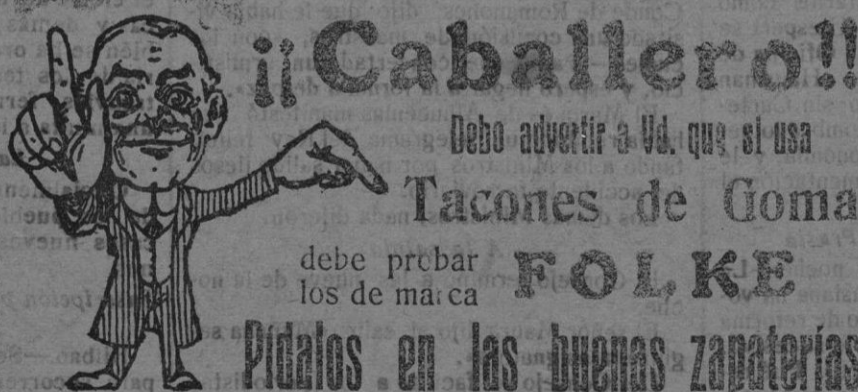 ¡¡Caballero!!
Debo advertir a Vd. que si usa
Tacones de Goma
debe probar
los de marca
FOLKE
Pídalos en las buenas zapaterías